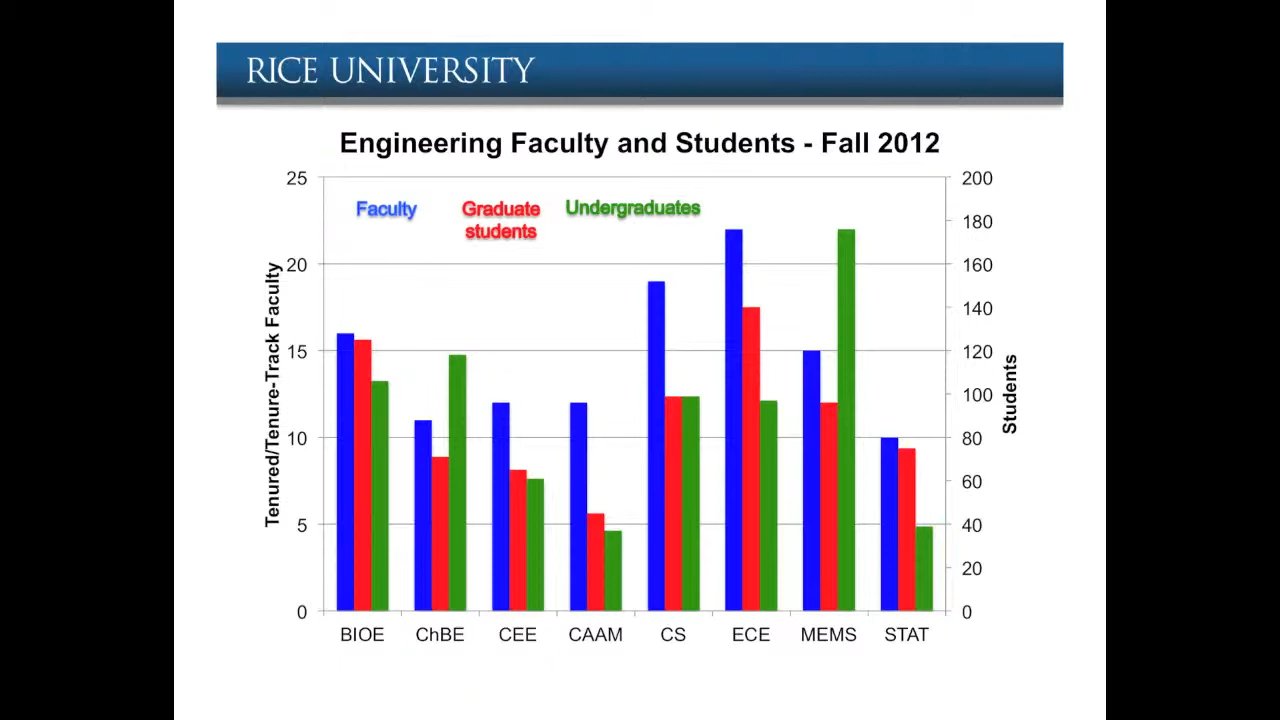 RICE UNIVERSITY
Engineering Faculty and Students - Fall 2012
25
20
15
10
5
0
Tenured/Tenure-Track Faculty
Faculty
Graduate
students
Undergraduates
200
180
160
140
120
100
80
60
40
20
0
Students
BIOE ChBE CEE CAAM CS ECE MEMS STAT